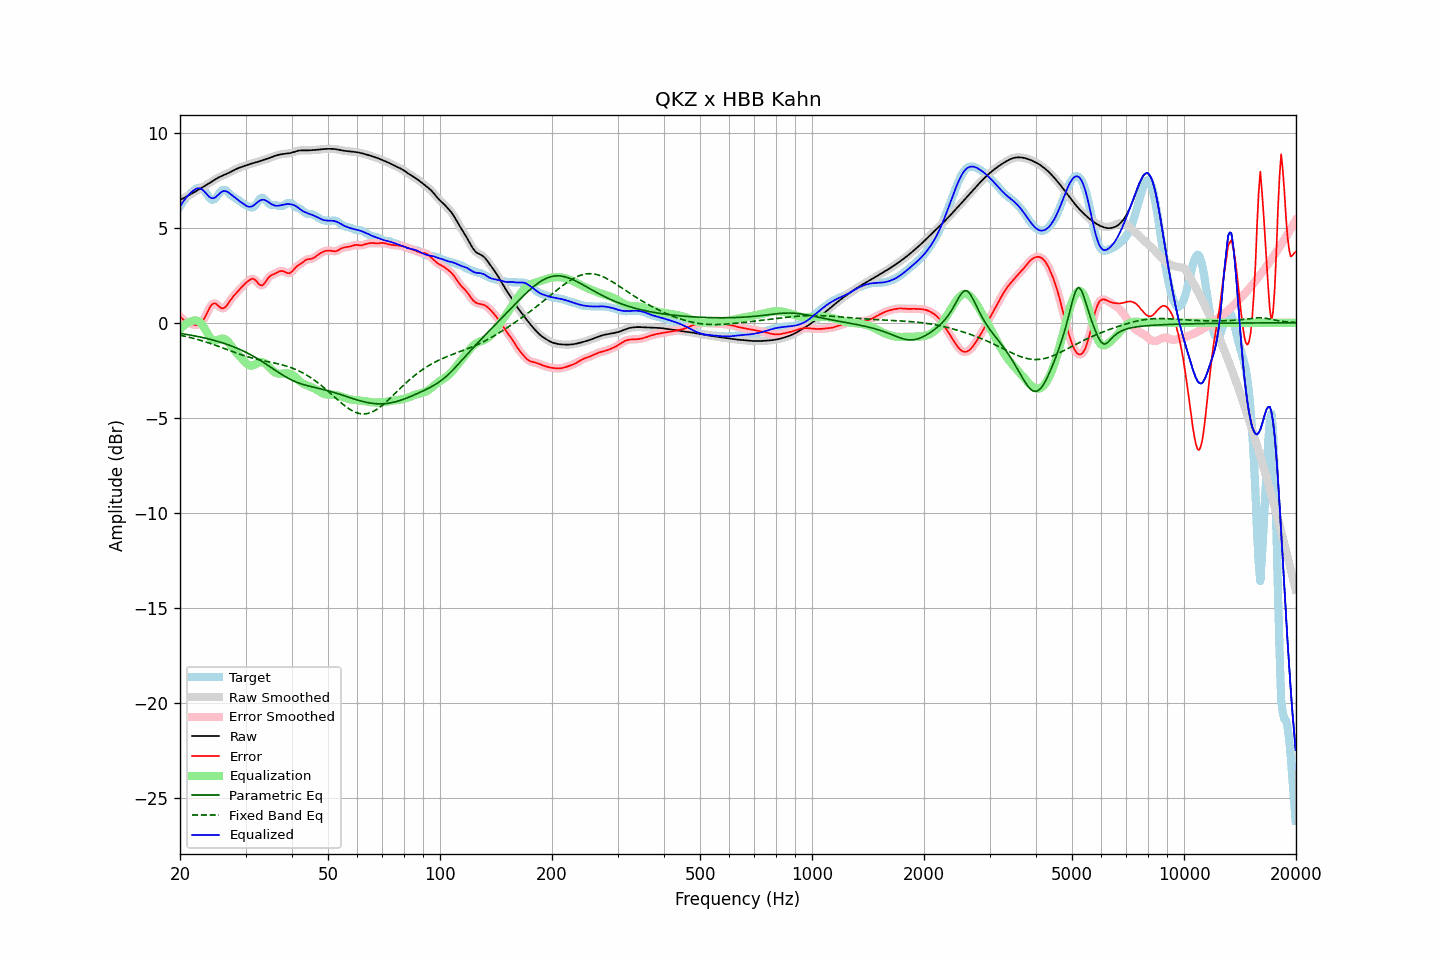 QKZ x HBB Kahn
10
5
0
−5
−10
−15
−20
−25
Amplitude (dBr)
Target
Raw Smoothed
Error Smoothed
Raw
Error
Equalization
Parametric Eq
Fixed Band Eq
Equalized
20 50 100 200 500 1000 2000 5000 10000 20000
Frequency (Hz)